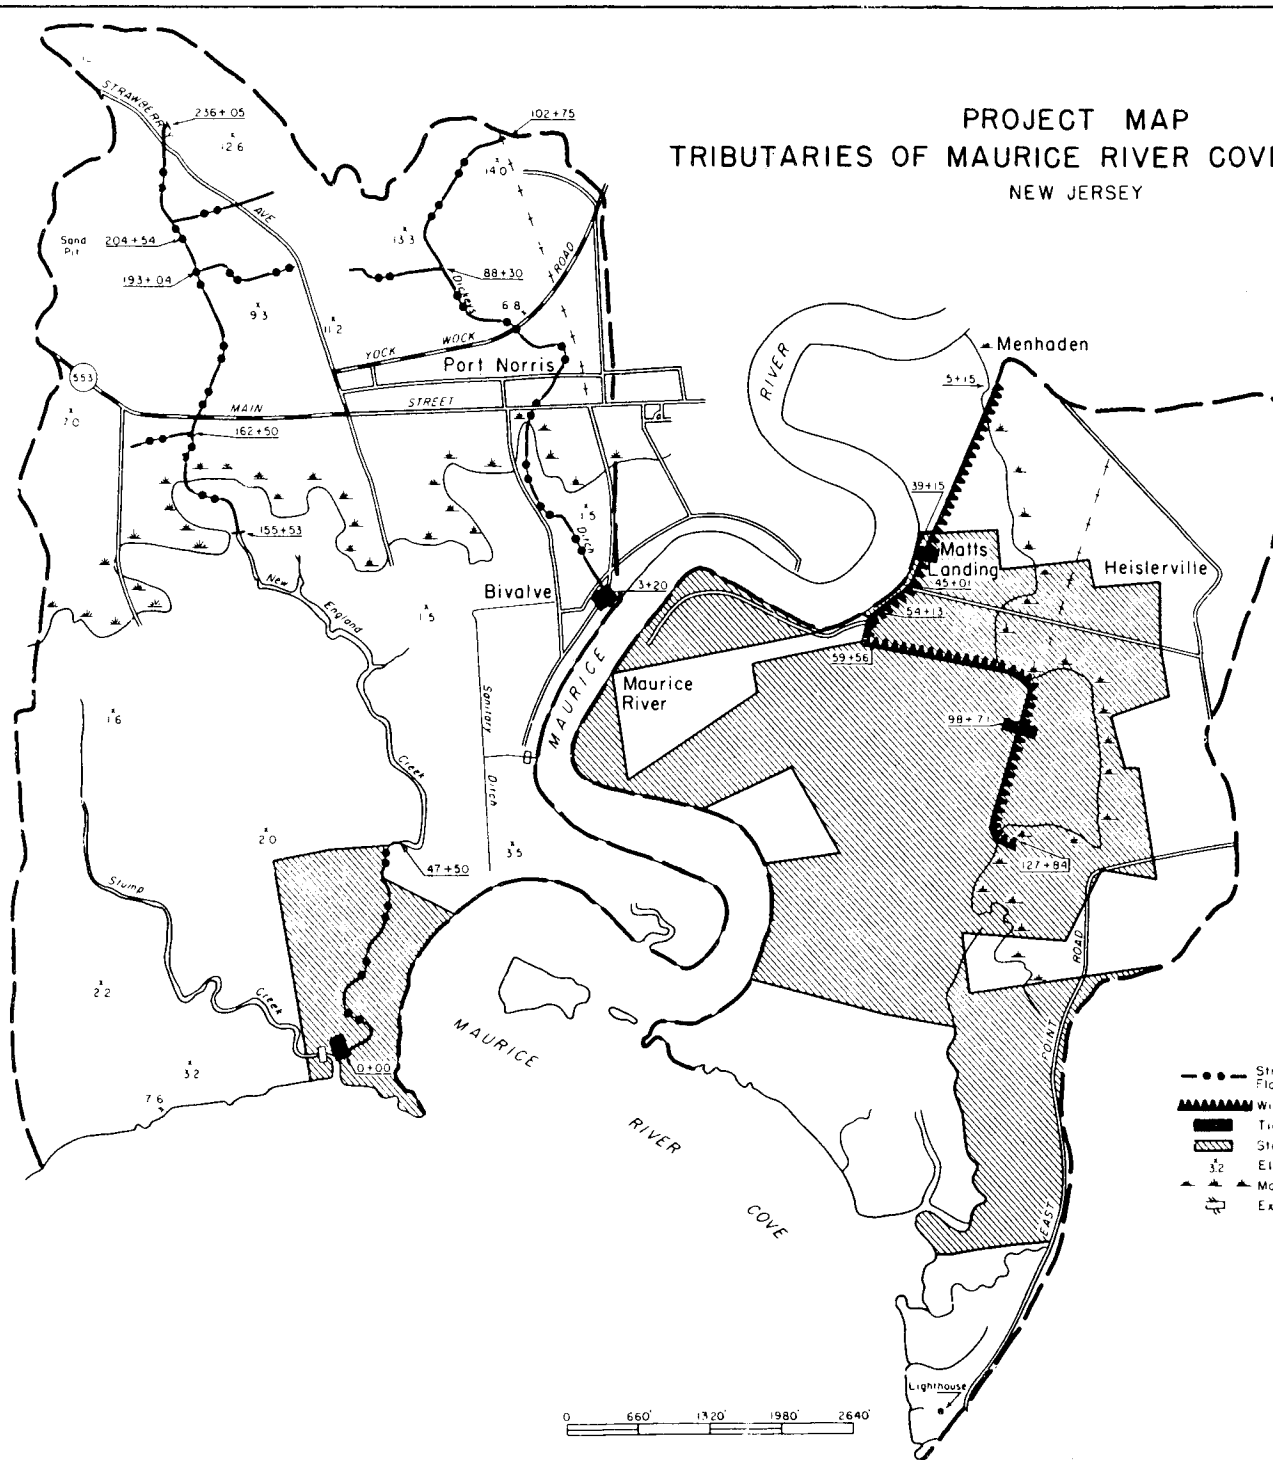 PROJECT MAP
TRIBUTARIES OF MAURICE RIVER
NEW JERSEY
STRAWBERRY
AVE
236+05
12.6
102+75
14.0
13.3
Sand
Pit
204+54
193+04
9.3
11.2
88+30
Dickers
Ditch
6.8
YOCK WOCK ROAD
Port Norris
553
MAIN STREET
7.0
162+50
155+53
New England Creek
1.5
1.5
Bivalve
3+20
RIVER
Menhaden
5+15
39+15
Matts
Landing
45+01
54+13
59+56
Heislerville
Maurice
River
MAURICE
98+71
1.6
Sanitary Ditch
2.0
3.5
47+50
127+84
Stump Creek
2.2
3.2
7.6
0+00
MAURICE
RIVER
COVE
EAST POINT ROAD
3.2
Lighthouse
0 660' 1320' 1980' 2640'